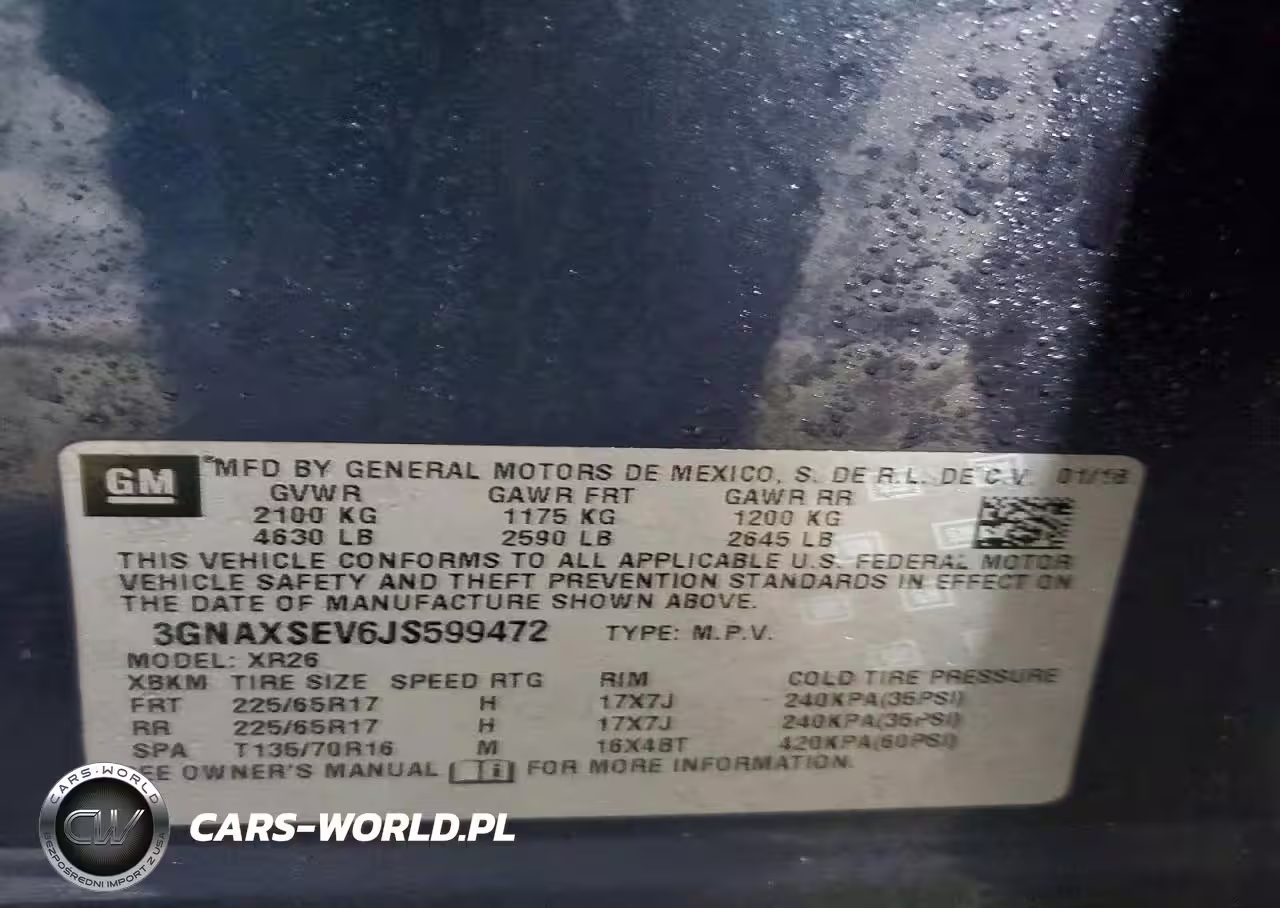 GM
MFD BY GENERAL MOTORS DE MEXICO, S. DE R.L. DE C.V. 01/18
GVWR GAWR FRT GAWR RR
2100 KG 1175 KG 1200 KG
4630 LB 2590 LB 2645 LB
THIS VEHICLE CONFORMS TO ALL APPLICABLE U.S. FEDERAL MOTOR
VEHICLE SAFETY AND THEFT PREVENTION STANDARDS IN EFFECT ON
THE DATE OF MANUFACTURE SHOWN ABOVE.
3GNAXSEV6JS599472 TYPE: M.P.V.
MODEL: XR26
XBKM TIRE SIZE SPEED RTG RIM COLD TIRE PRESSURE
FRT 225/65R17 H 17X7J 240KPA(35PSI)
RR 225/65R17 H 17X7J 240KPA(35PSI)
SPA T135/70R16 M 16X4BT 420KPA(60PSI)
SEE OWNER'S MANUAL FOR MORE INFORMATION.
CARS-WORLD
CW
BEZPOŚREDNI IMPORT Z USA
CARS-WORLD.PL